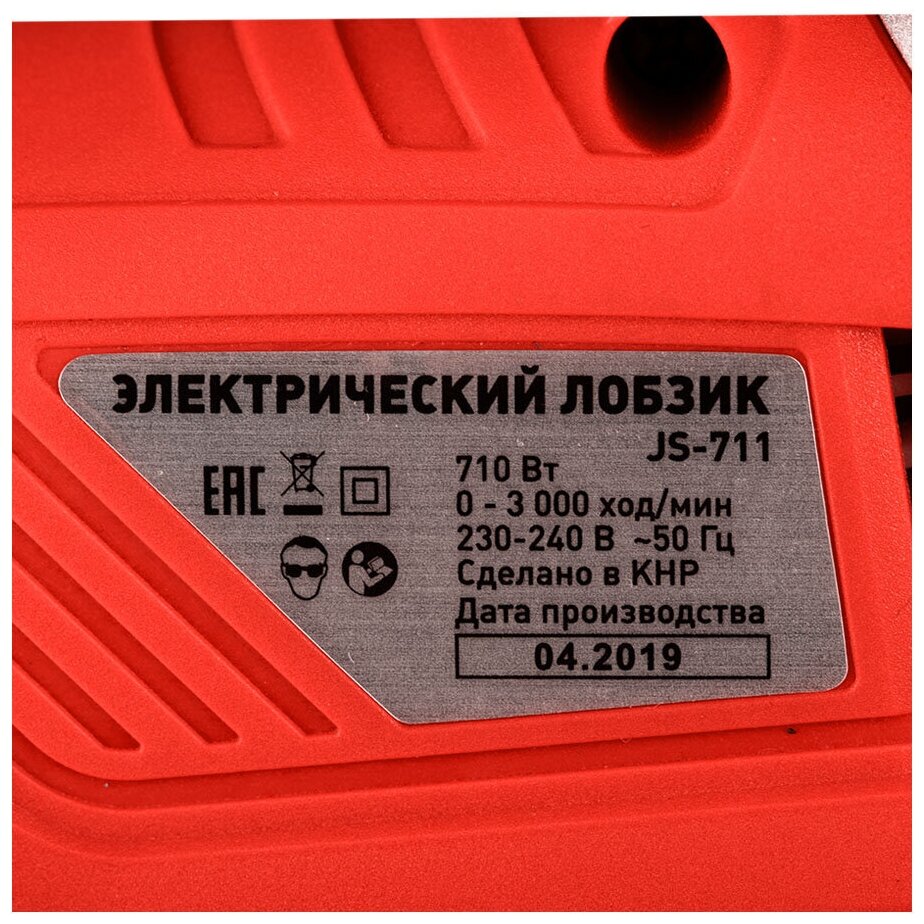 ЭЛЕКТРИЧЕСКИЙ ЛОБЗИК
JS-711
EAC
710 Вт
0 - 3 000 ход/мин
230-240 В ~50 Гц
Сделано в КНР
Дата производства
04.2019